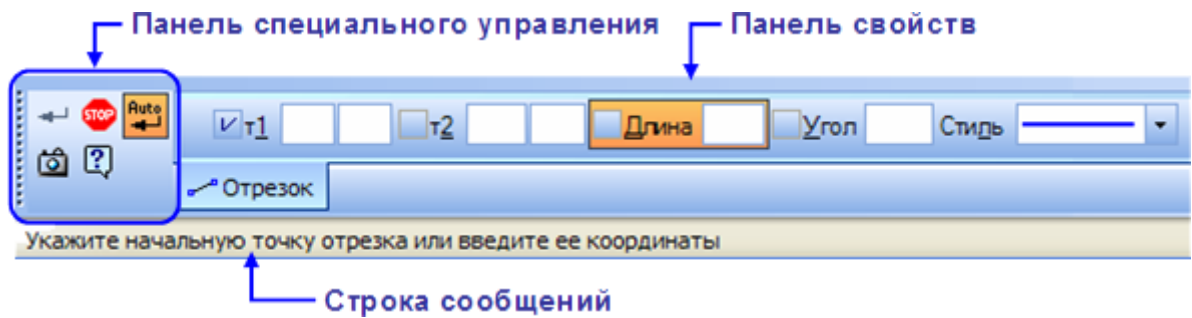 Панель специального управления Панель свойств
STOP Auto т1 т2 Длина Угол Стиль
Отрезок
Укажите начальную точку отрезка или введите ее координаты
Строка сообщений